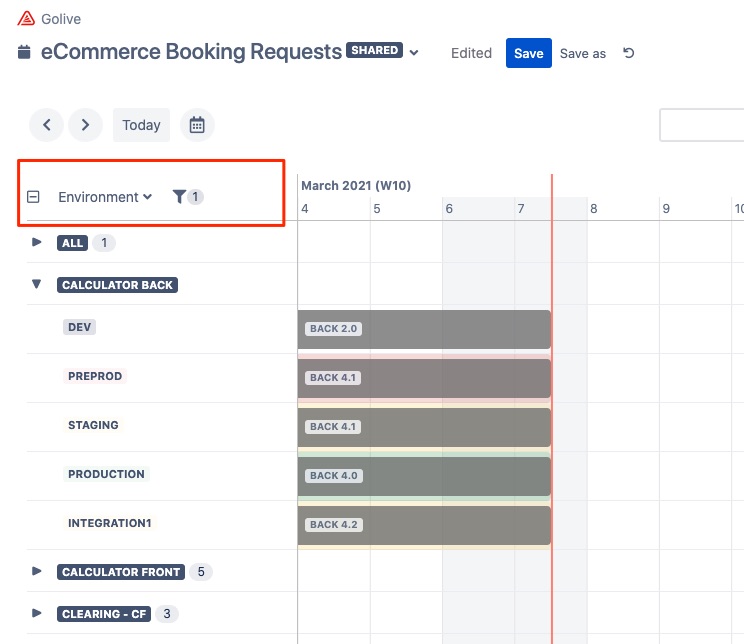 Golive
eCommerce Booking Requests SHARED
Edited Save Save as
Today
Environment 1
March 2021 (W10)
4 5 6 7 8 9 10
ALL 1
CALCULATOR BACK
DEV BACK 2.0
PREPROD BACK 4.1
STAGING BACK 4.1
PRODUCTION BACK 4.0
INTEGRATION1 BACK 4.2
CALCULATOR FRONT 5
CLEARING - CF 3